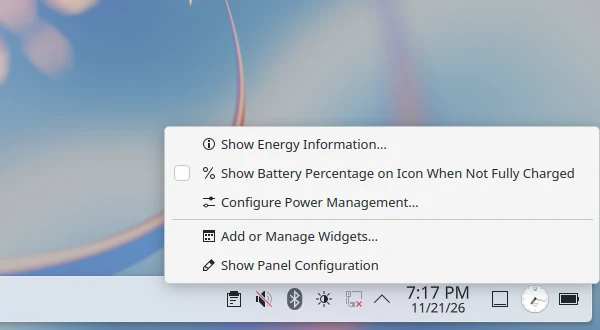 Show Energy Information...
% Show Battery Percentage on Icon When Not Fully Charged
Configure Power Management...
Add or Manage Widgets...
Show Panel Configuration
7:17 PM
11/21/26